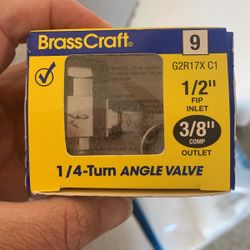 BrassCraft®
9
G2R17X C1
1/2"
FIP
INLET
3/8"
COMP
OUTLET
1/4-Turn ANGLE VALVE